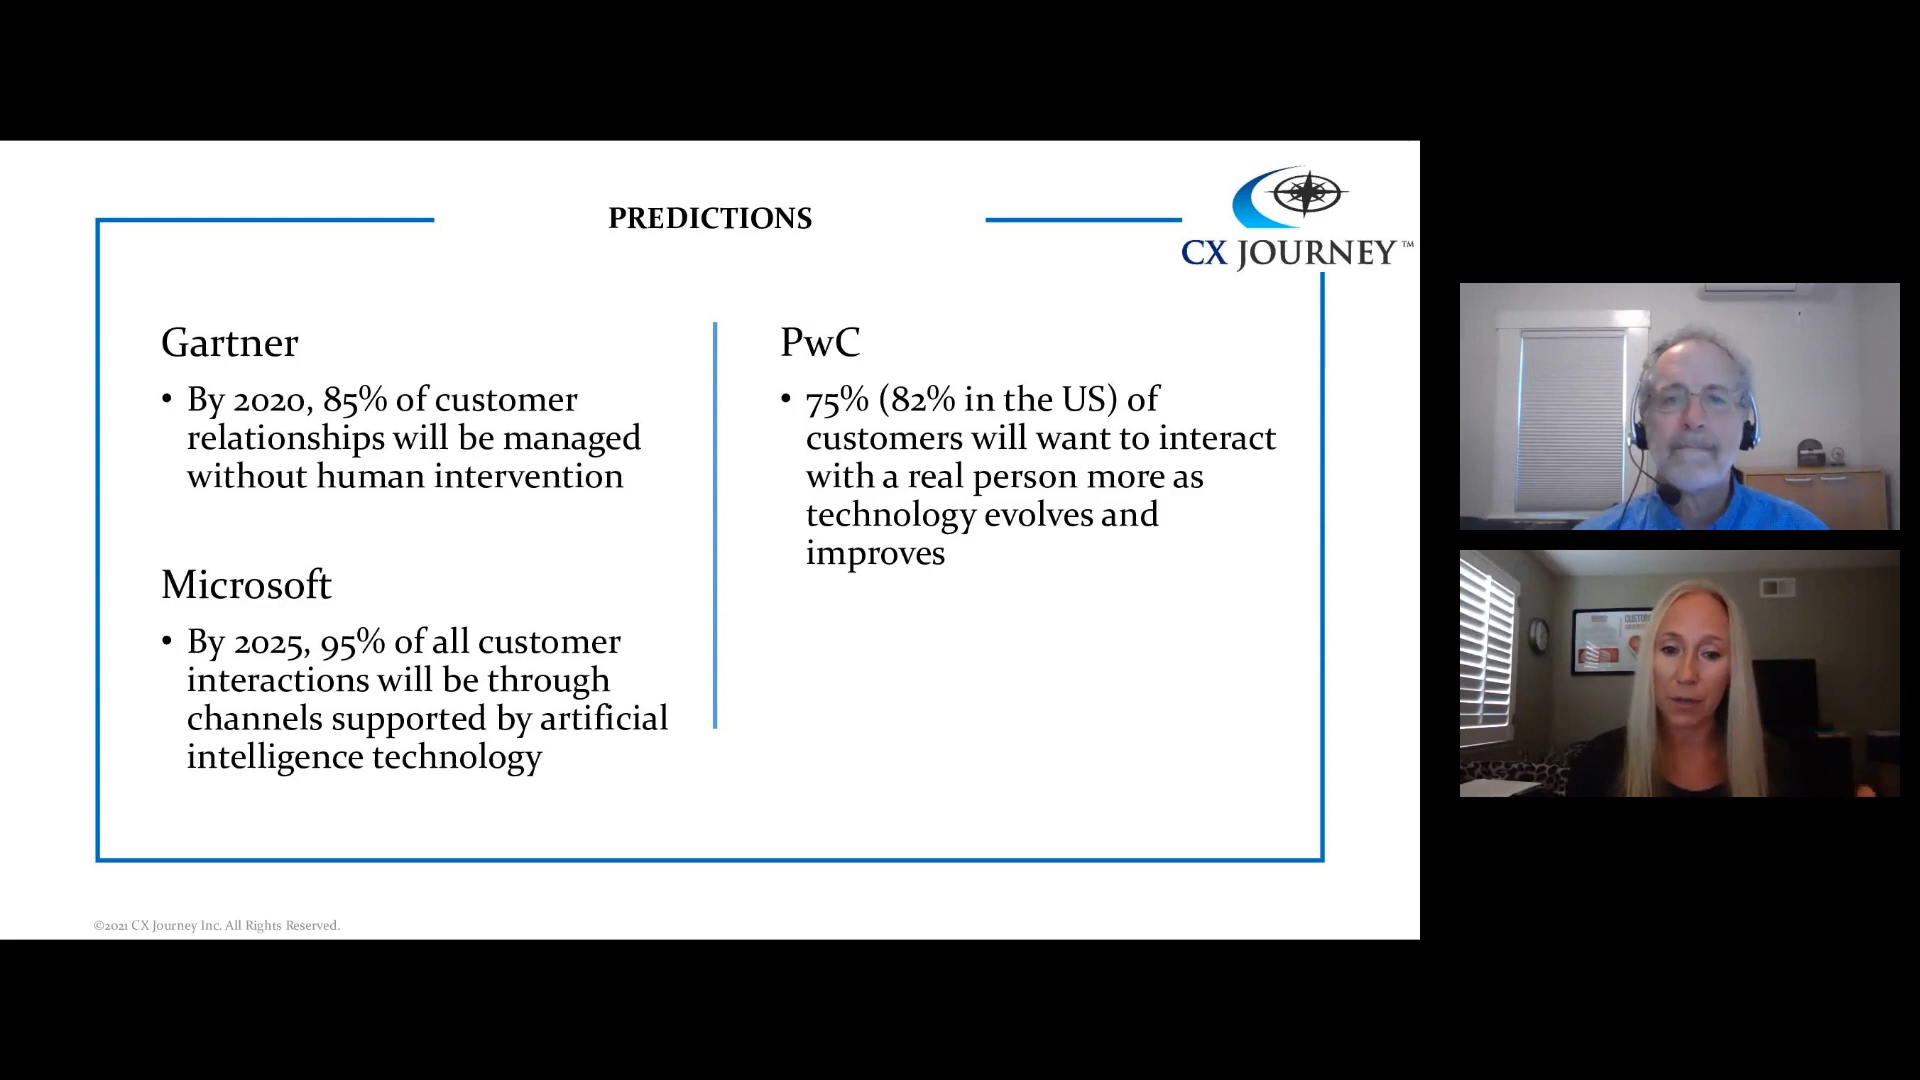 PREDICTIONS
CX JOURNEY™
Gartner
• By 2020, 85% of customer
relationships will be managed
without human intervention
Microsoft
• By 2025, 95% of all customer
interactions will be through
channels supported by artificial
intelligence technology
PwC
• 75% (82% in the US) of
customers will want to interact
with a real person more as
technology evolves and
improves
©2021 CX Journey Inc. All Rights Reserved.